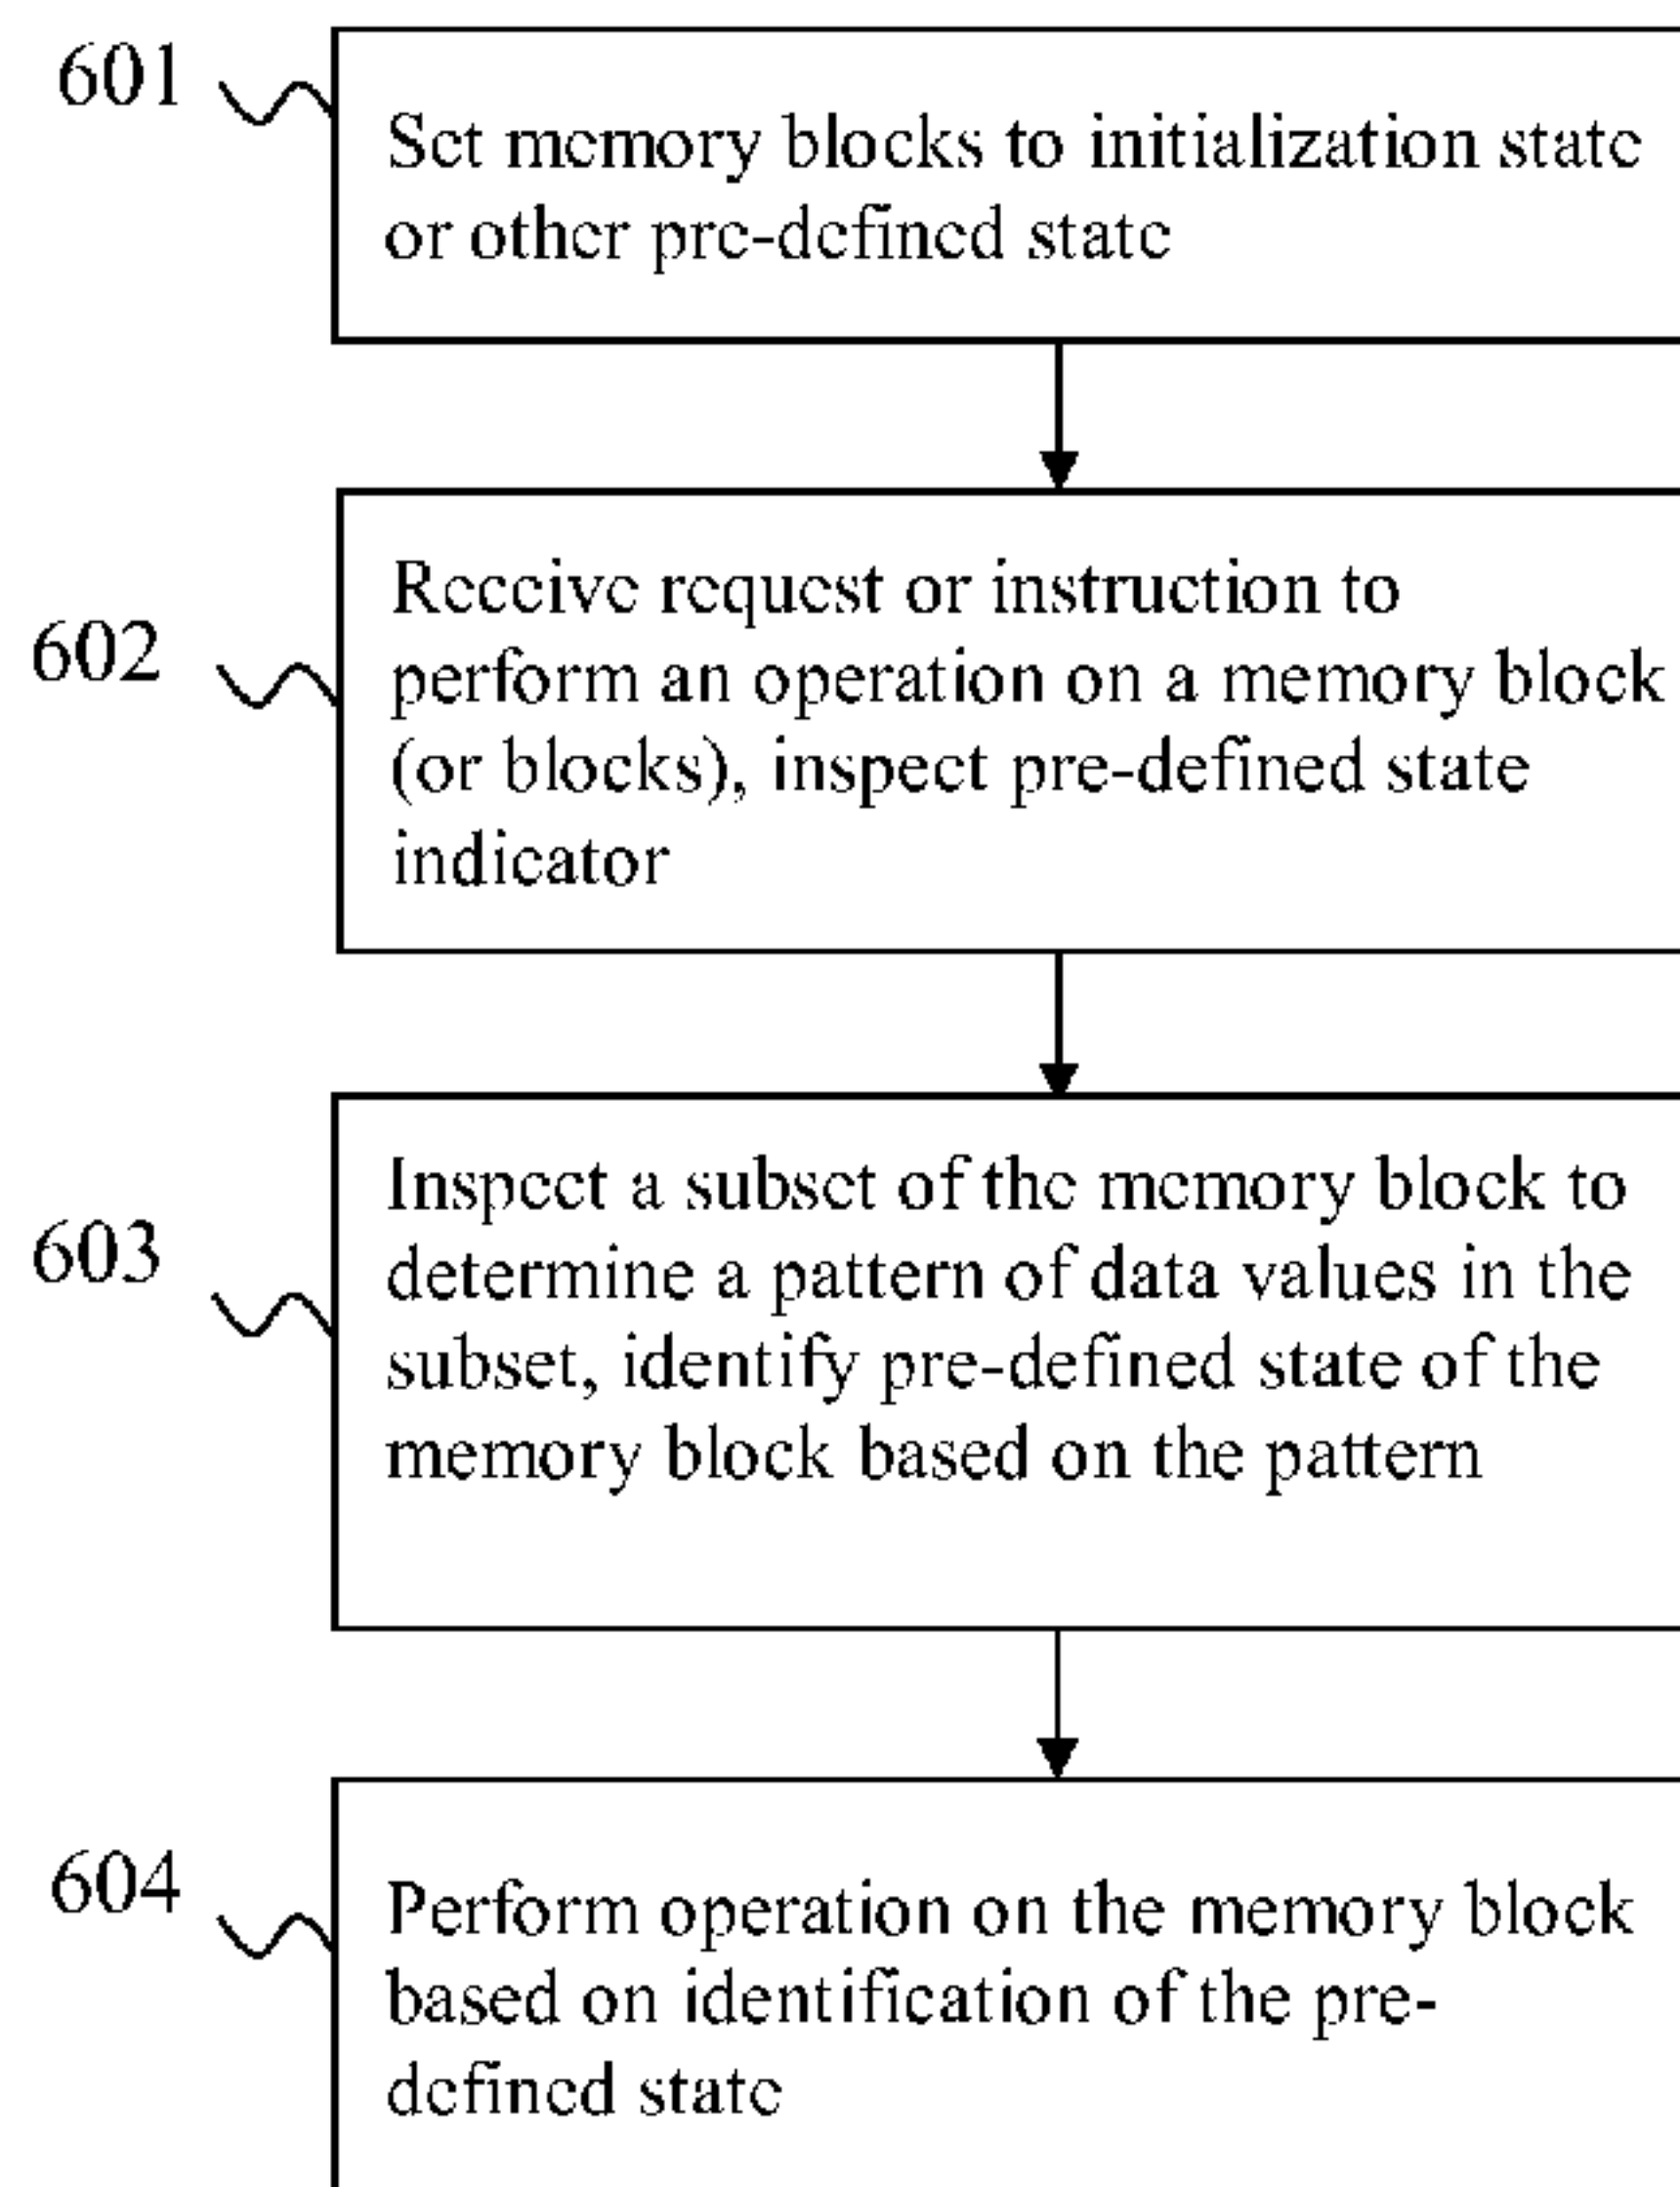 601
Set memory blocks to initialization state
or other pre-defined state
602
Receive request or instruction to
perform an operation on a memory block
(or blocks), inspect pre-defined state
indicator
603
Inspect a subset of the memory block to
determine a pattern of data values in the
subset, identify pre-defined state of the
memory block based on the pattern
604
Perform operation on the memory block
based on identification of the pre-
defined state